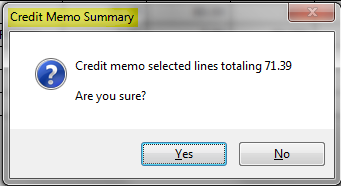 Credit Memo Summary
Credit memo selected lines totaling 71.39
Are you sure?
Yes
No